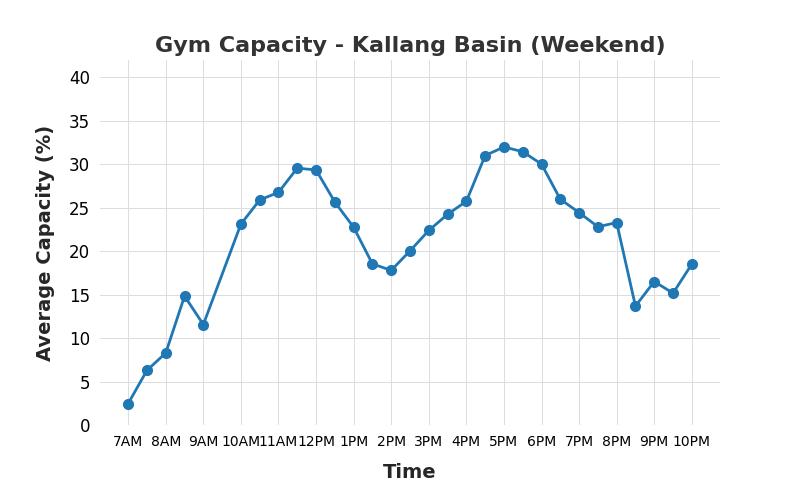 Gym Capacity - Kallang Basin (Weekend)
Average Capacity (%)
40
35
30
25
20
15
10
5
0
7AM 8AM 9AM 10AM 11AM 12PM 1PM 2PM 3PM 4PM 5PM 6PM 7PM 8PM 9PM 10PM
Time